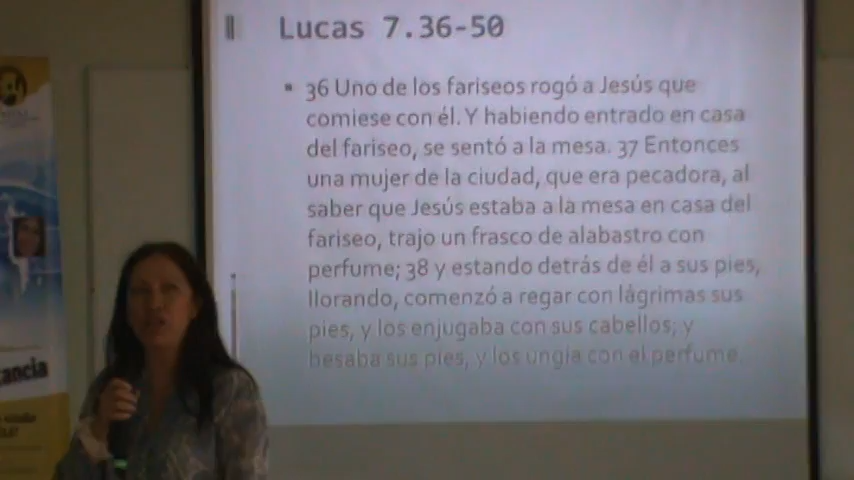 Lucas 7.36-50
36 Uno de los fariseos rogó a Jesús que
comiese con él. Y habiendo entrado en casa
del fariseo, se sentó a la mesa. 37 Entonces
una mujer de la ciudad, que era pecadora, al
saber que Jesús estaba a la mesa en casa del
fariseo, trajo un frasco de alabastro con
perfume; 38 y estando detrás de él a sus pies,
llorando, comenzó a regar con lágrimas sus
pies, y los enjugaba con sus cabellos; y
besaba sus pies, y los ungía con el perfume.
ancia